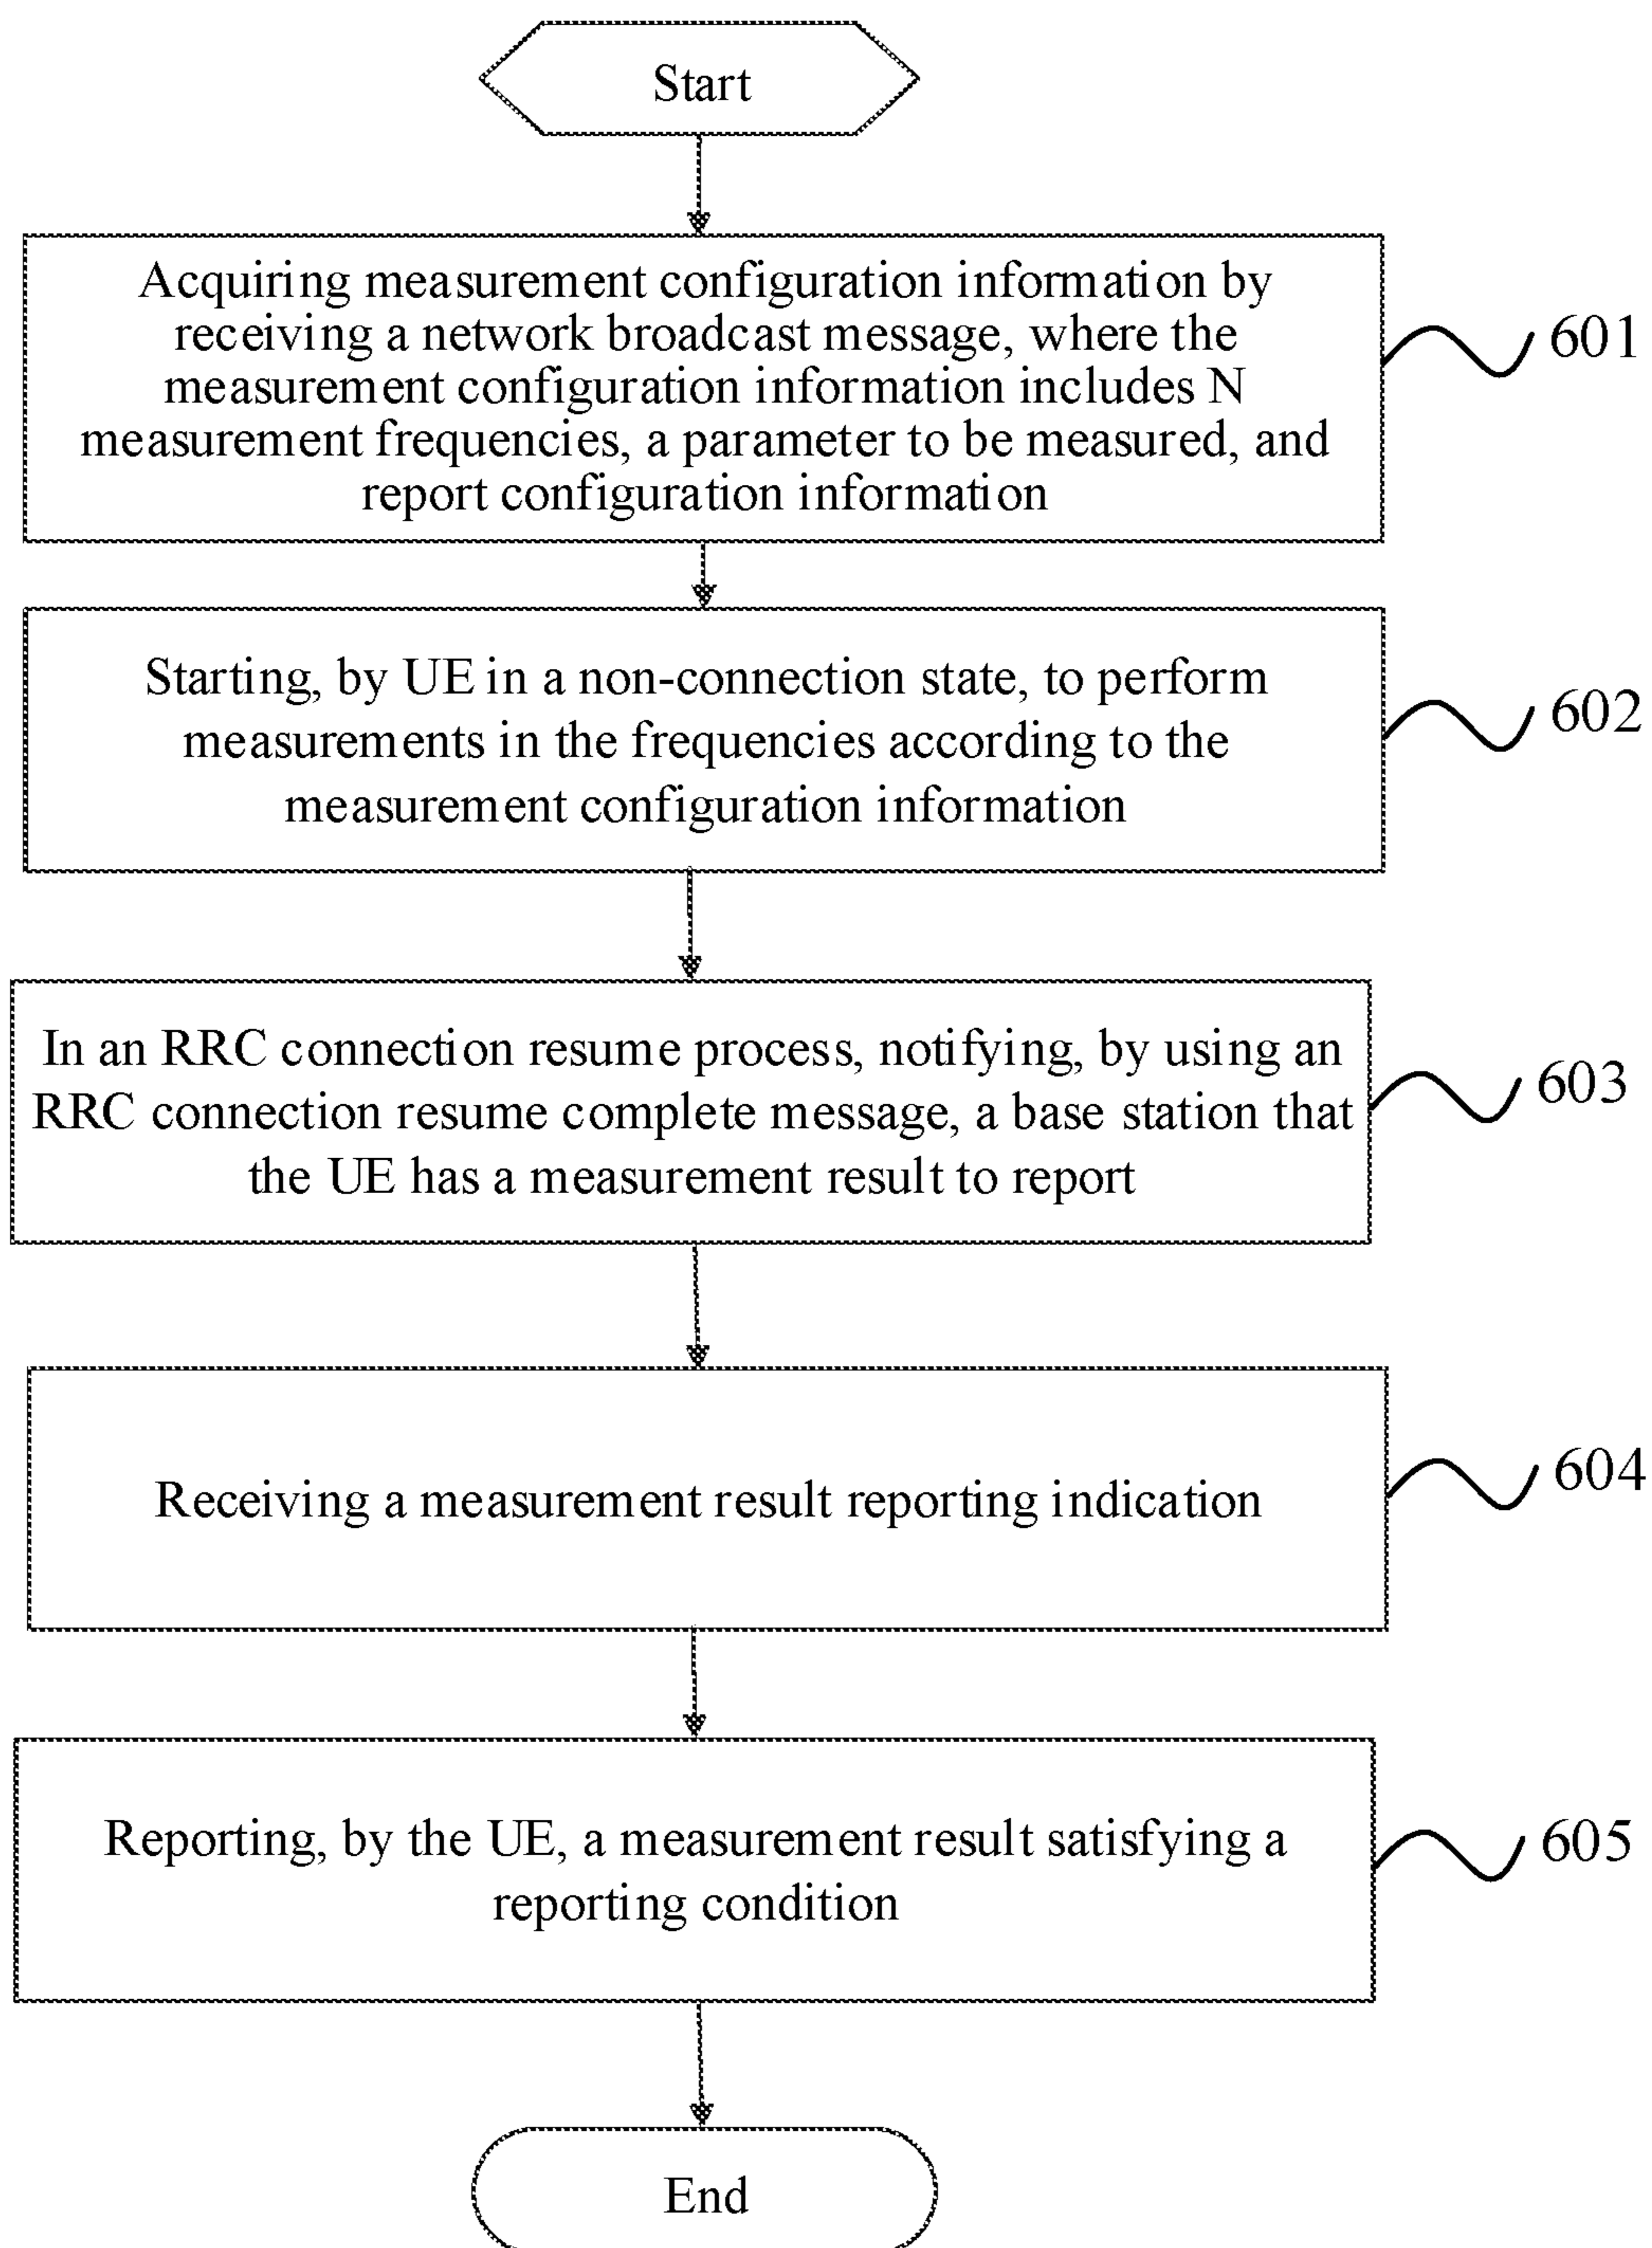 Start
Acquiring measurement configuration information by
receiving a network broadcast message, where the
measurement configuration information includes N
measurement frequencies, a parameter to be measured, and
report configuration information
601
Starting, by UE in a non-connection state, to perform
measurements in the frequencies according to the
measurement configuration information
602
In an RRC connection resume process, notifying, by using an
RRC connection resume complete message, a base station that
the UE has a measurement result to report
603
Receiving a measurement result reporting indication
604
Reporting, by the UE, a measurement result satisfying a
reporting condition
605
End